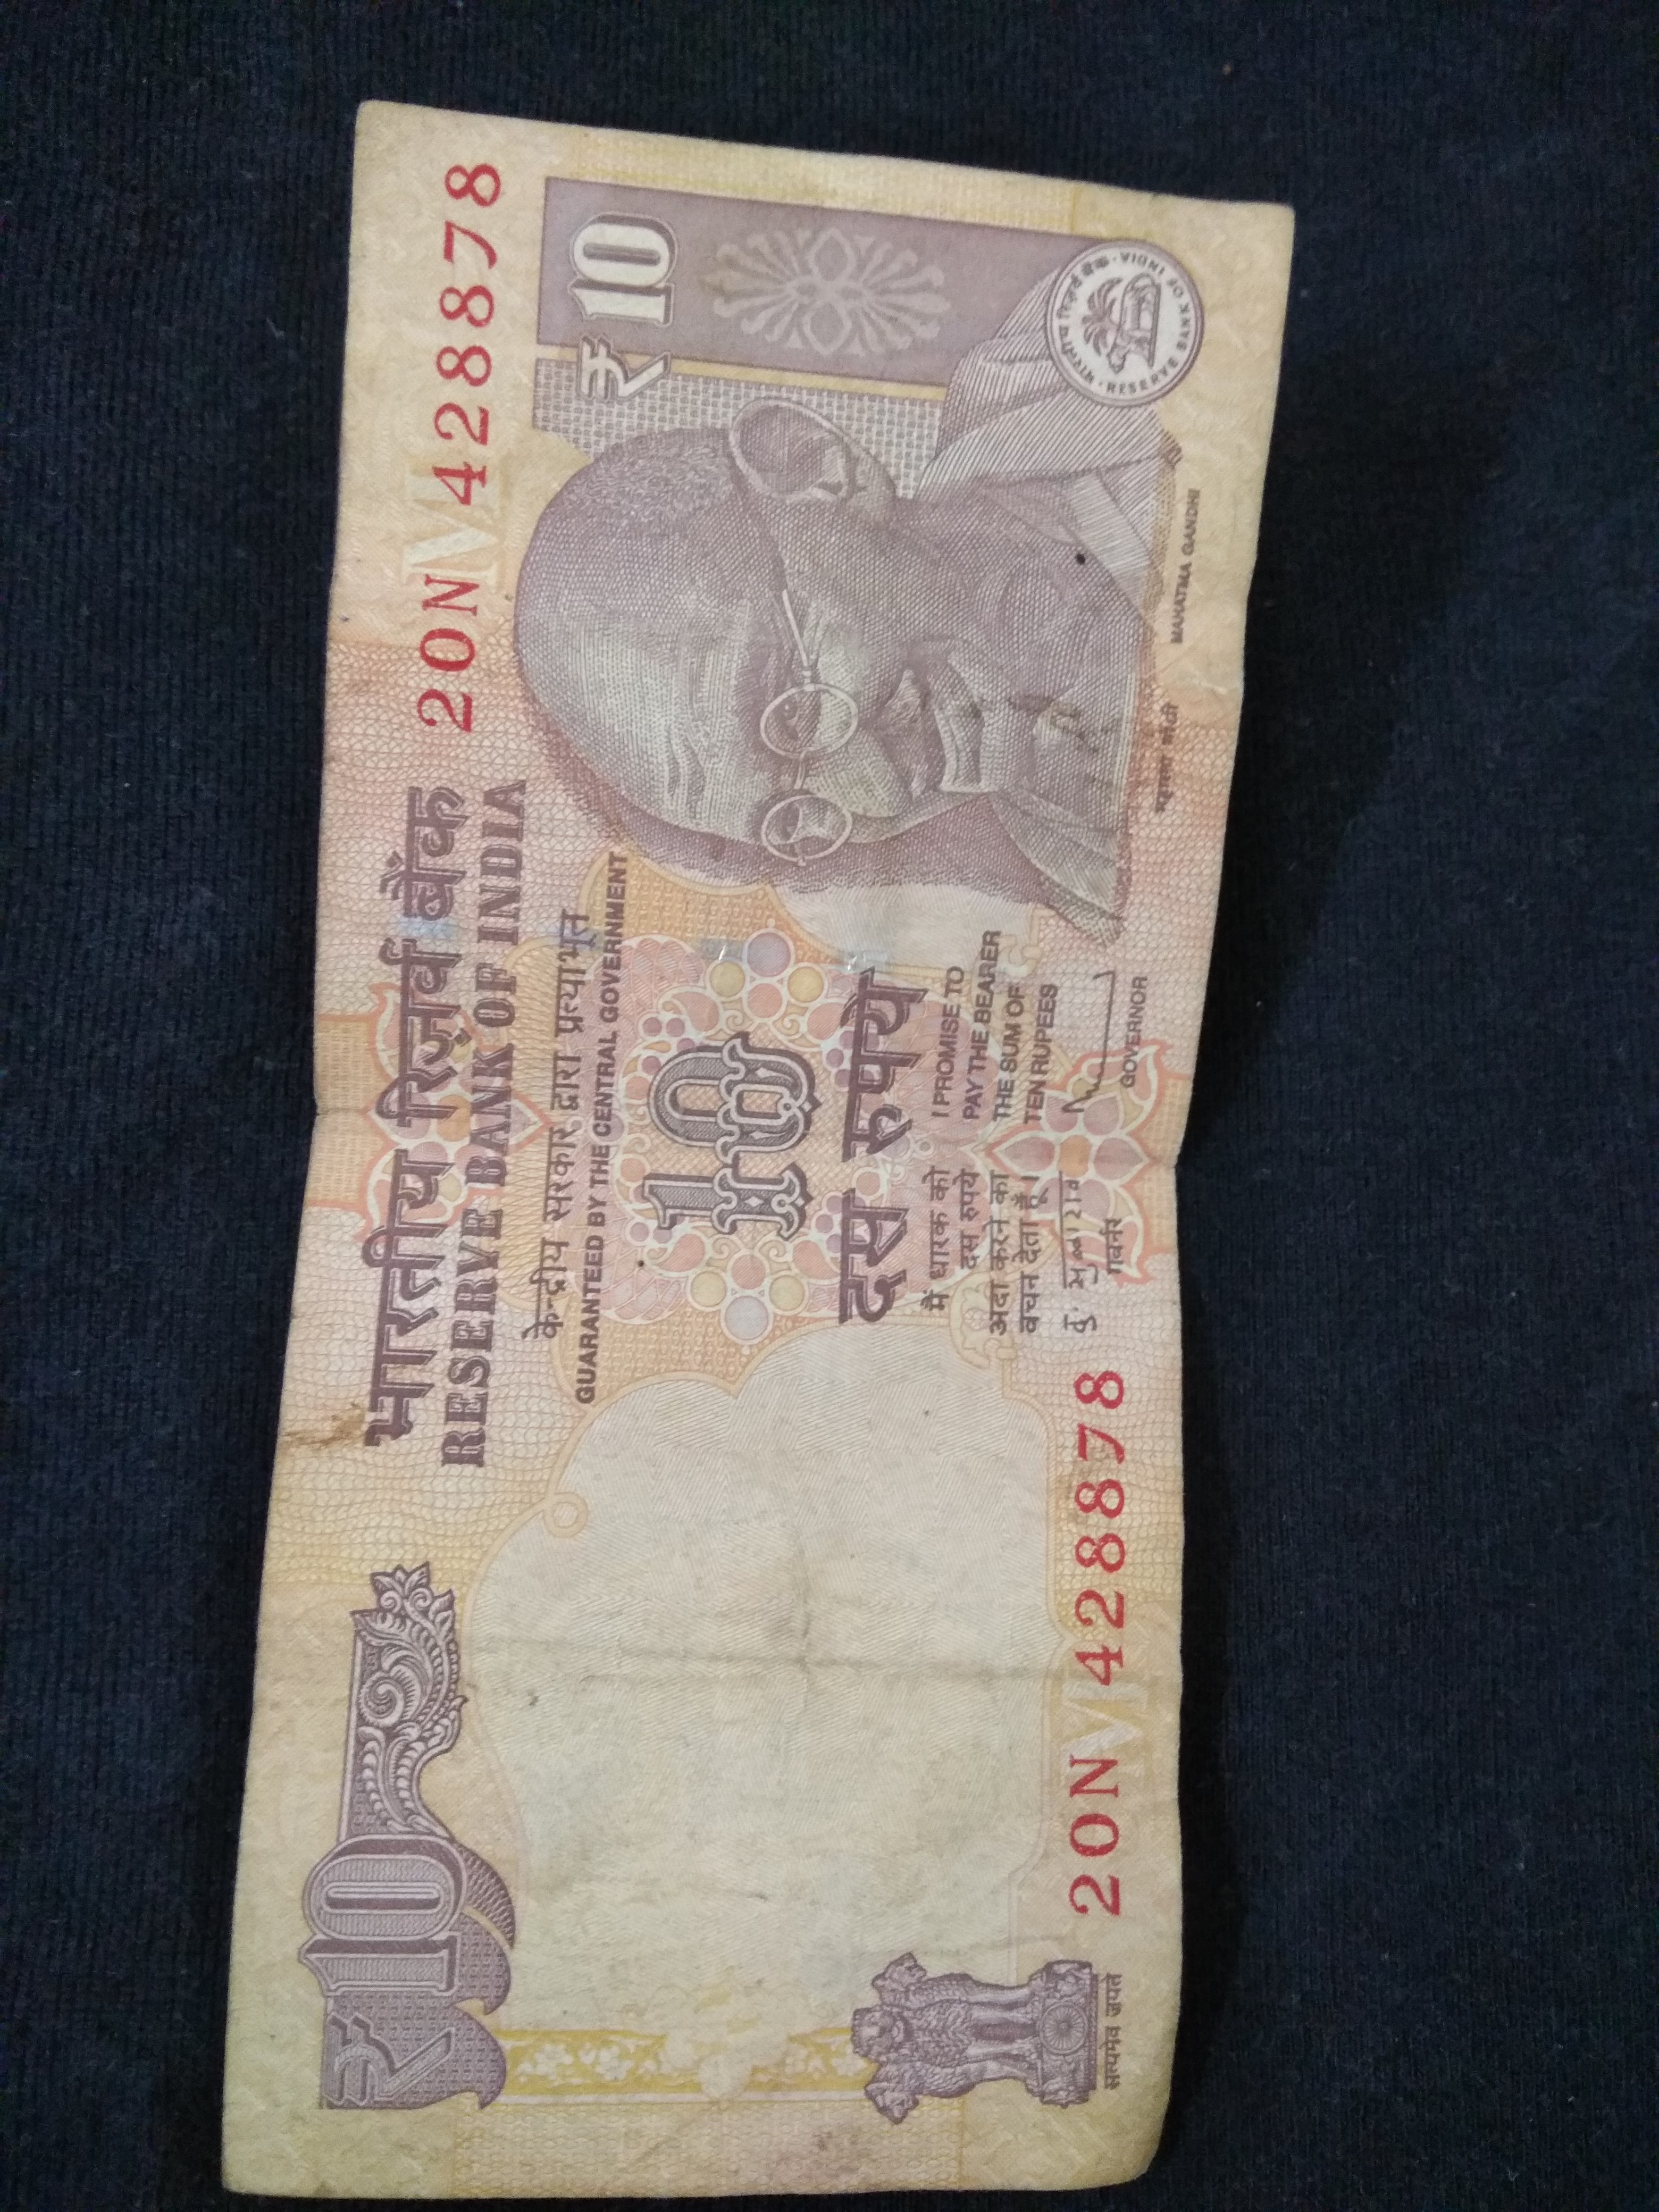 ₹10
भारतीय रिज़र्व बैंक
RESERVE BANK OF INDIA
20N 428878
केन्द्रीय सरकार द्वारा प्रत्याभूत
GUARANTEED BY THE CENTRAL GOVERNMENT
₹10
10
दस रुपये
मैं धारक को
दस रुपये
अदा करने का
वचन देता हूँ।
I PROMISE TO
PAY THE BEARER
THE SUM OF
TEN RUPEES
गवर्नर
GOVERNOR
महात्मा गांधी
MAHATMA GANDHI
भारतीय रिज़र्व बैंक • RESERVE BANK OF INDIA •
सत्यमेव जयते
20N 428878